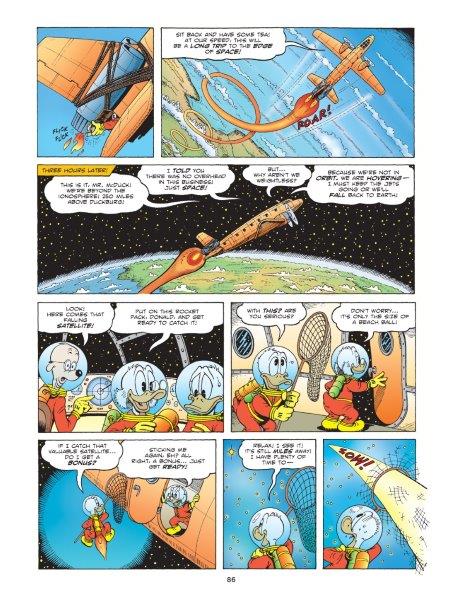 FLICK
FLICK
SIT BACK AND HAVE SOME TEA!
AT OUR SPEED, THIS WILL
BE A LONG TRIP TO THE EDGE
OF SPACE!
ROAR!
THREE HOURS LATER!
THIS IS IT, MR. McDUCK!
WE'RE BEYOND THE
IONOSPHERE! 250 MILES
ABOVE DUCKBURG!
I TOLD YOU
THERE WAS NO OVERHEAD
IN THIS BUSINESS!
JUST SPACE!
BUT...
WHY AREN'T WE
WEIGHTLESS?
BECAUSE WE'RE NOT IN
ORBIT. WE ARE HOVERING—
I MUST KEEP THE JETS
GOING OR WE'LL
FALL BACK TO EARTH!
LOOK!
HERE COMES THAT
FALLING
SATELLITE!
PUT ON THIS ROCKET
PACK, DONALD, AND GET
READY TO CATCH IT!
WITH THIS? ARE
YOU SERIOUS?
DON'T WORRY...
IT'S ONLY THE SIZE OF
A BEACH BALL!
IF I CATCH THAT
VALUABLE SATELLITE...
DO I GET A
BONUS?
STICKING ME
AGAIN, EH? ALL
RIGHT, A BONUS... JUST
GET READY!
RELAX, I SEE IT!
IT'S STILL MILES AWAY!
I HAVE PLENTY OF
TIME TO—
ZOW!
86